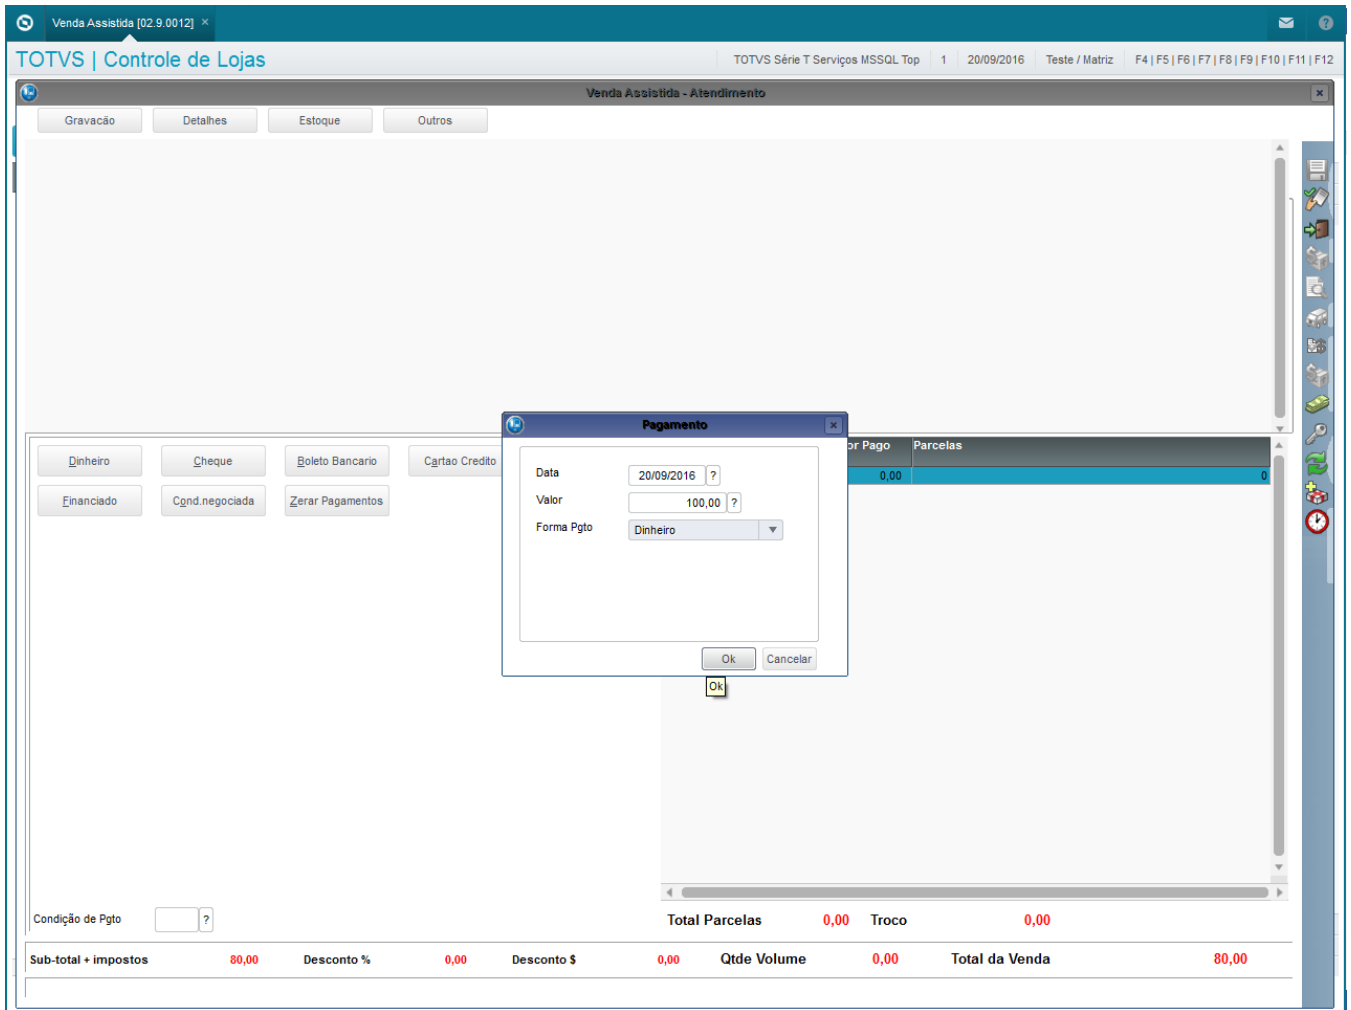 Venda Assistida [02.9.0012] ×
TOTVS | Controle de Lojas
TOTVS Série T Serviços MSSQL Top 1 20/09/2016 Teste / Matriz F4 | F5 | F6 | F7 | F8 | F9 | F10 | F11 | F12
Venda Assistida - Atendimento
Gravacão Detalhes Estoque Outros
Pagamento
Data 20/09/2016 ?
Valor 100,00 ?
Forma Pgto Dinheiro
Ok Cancelar
Ok
Dinheiro Cheque Boleto Bancario Cartao Credito
Financiado Cond.negociada Zerar Pagamentos
or Pago Parcelas
0,00 0
Condição de Pgto ?
Total Parcelas 0,00 Troco 0,00
Sub-total + impostos 80,00 Desconto % 0,00 Desconto $ 0,00 Qtde Volume 0,00 Total da Venda 80,00